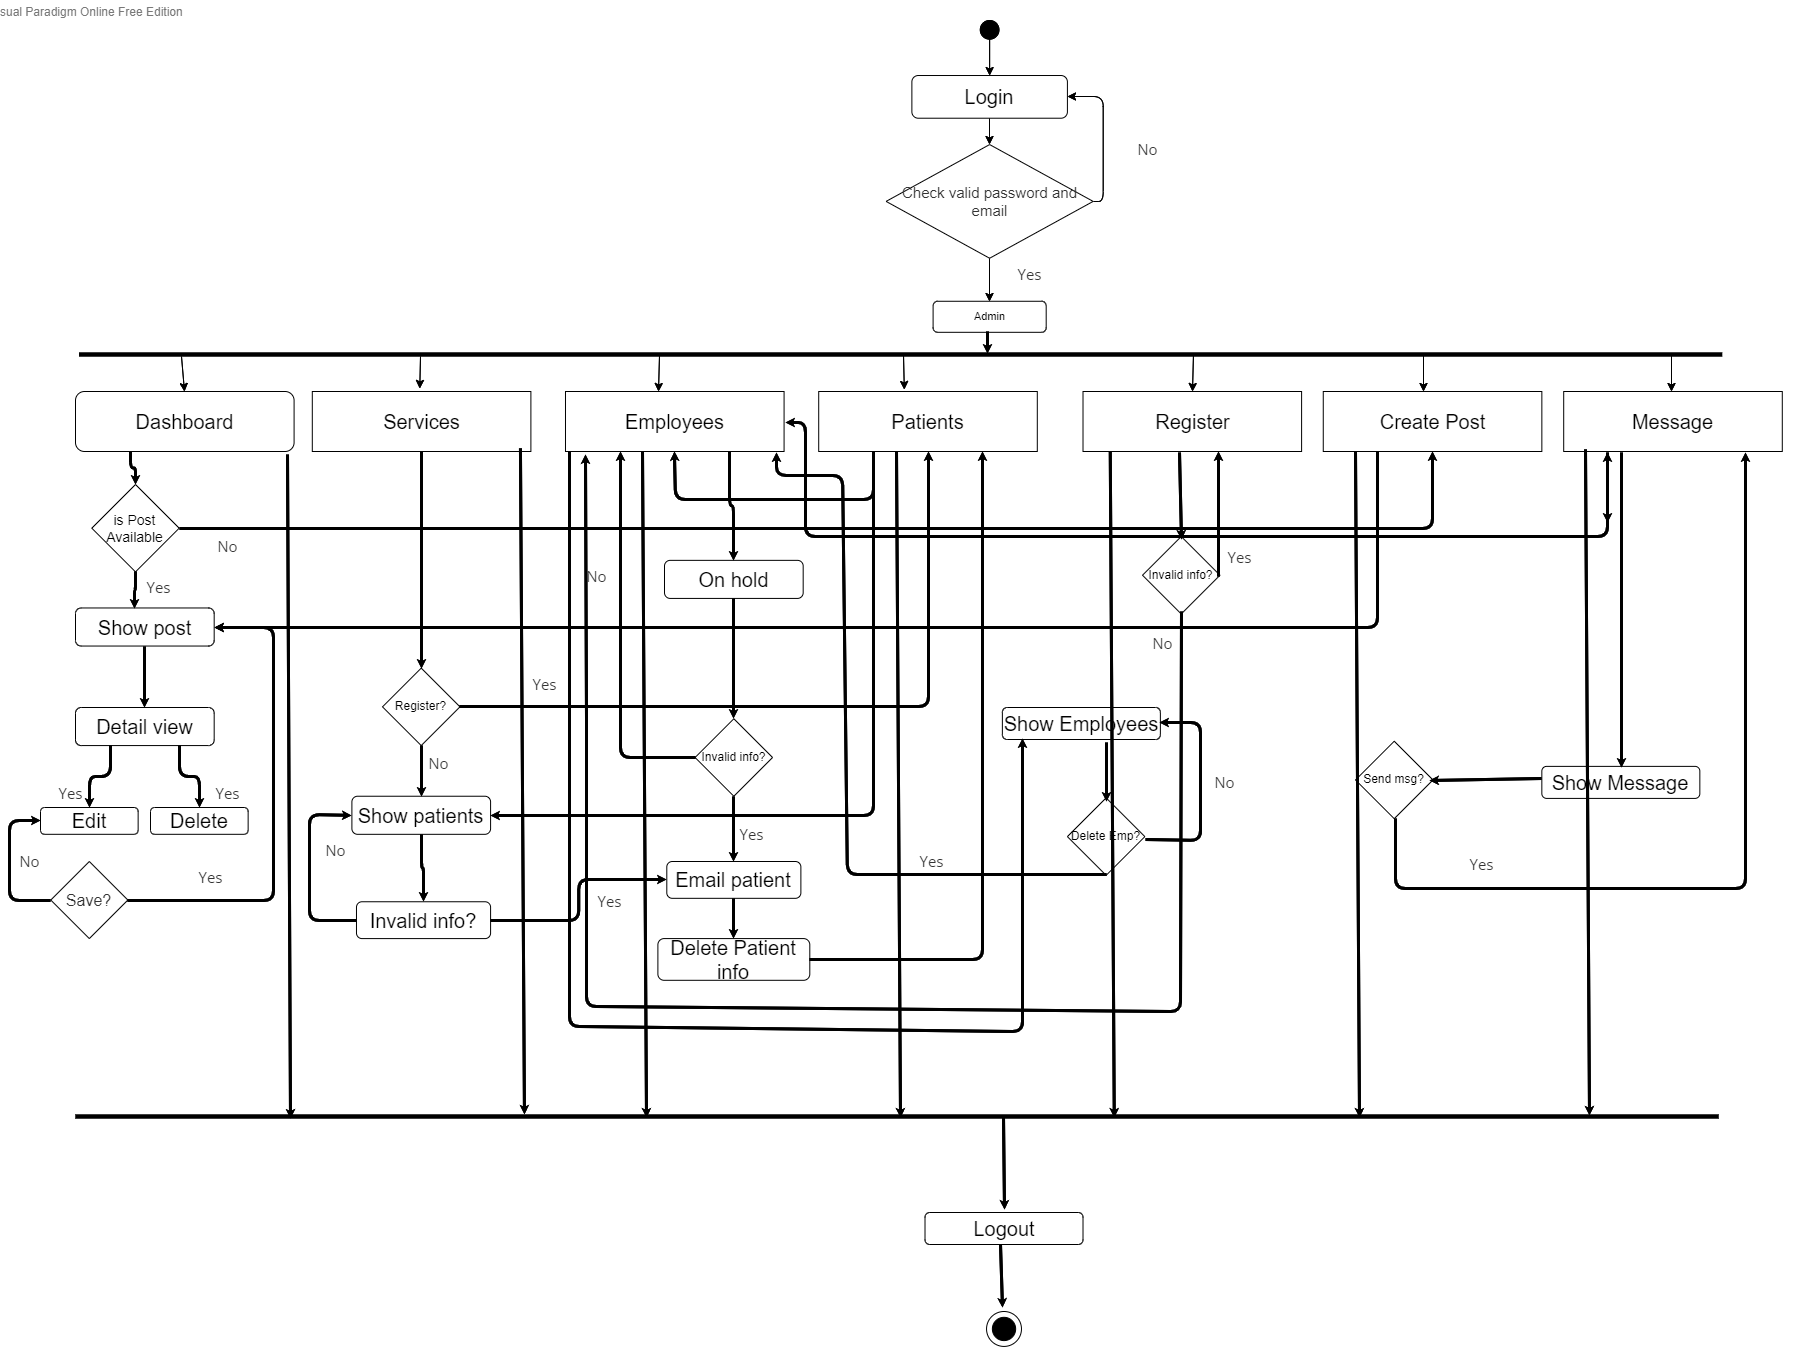 sual Paradigm Online Free Edition
Login
No
Check valid password and
email
Yes
Admin
Dashboard
Services
Employees
Patients
Register
Create Post
Message
is Post
Available
No
Yes
No
On hold
Invalid info?
Yes
Show post
No
Register?
Yes
No
Invalid info?
Show Employees
Detail view
Yes
Yes
Edit
Delete
Show patients
Yes
Delete Emp?
No
Send msg?
Show Message
No
No
Yes
Save?
Invalid info?
Yes
Email patient
Yes
Yes
Delete Patient
info
Logout